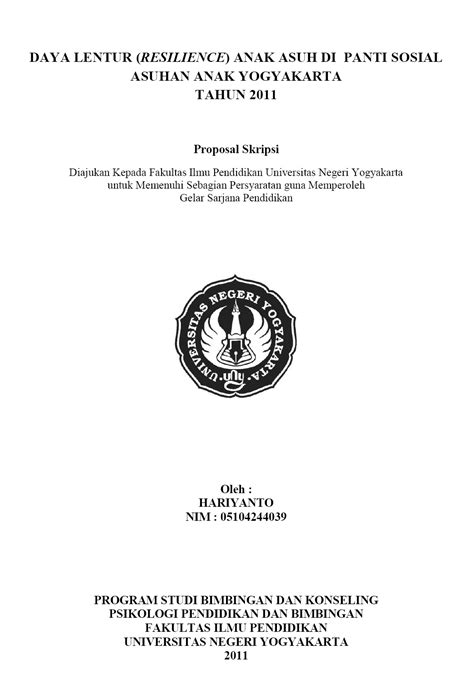 DAYA LENTUR (RESILIENCE) ANAK ASUH DI PANTI SOSIAL
ASUHAN ANAK YOGYAKARTA
TAHUN 2011
Proposal Skripsi
Diajukan Kepada Fakultas Ilmu Pendidikan Universitas Negeri Yogyakarta
untuk Memenuhi Sebagian Persyaratan guna Memperoleh
Gelar Sarjana Pendidikan
UNIVERSITAS NEGERI YOGYAKARTA
uny
Oleh :
HARIYANTO
NIM : 05104244039
PROGRAM STUDI BIMBINGAN DAN KONSELING
PSIKOLOGI PENDIDIKAN DAN BIMBINGAN
FAKULTAS ILMU PENDIDIKAN
UNIVERSITAS NEGERI YOGYAKARTA
2011